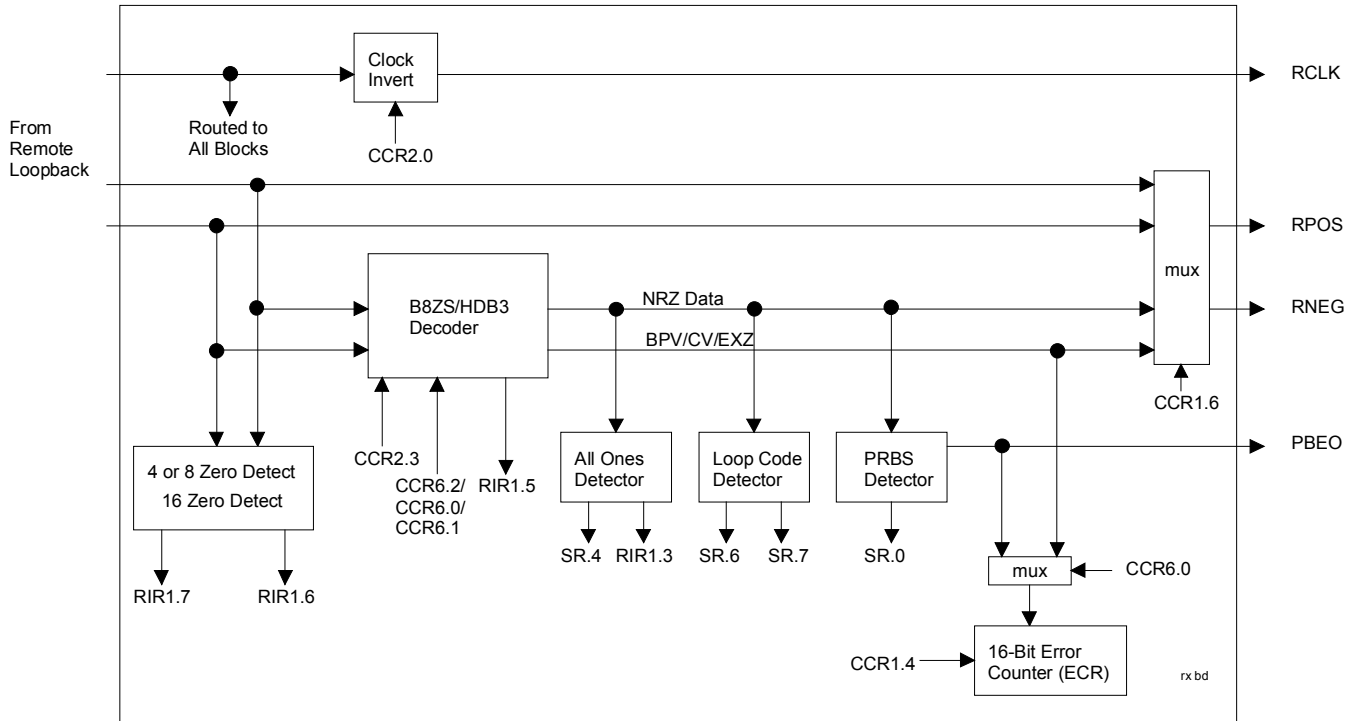 Clock
Invert
RCLK
From
Remote
Loopback
Routed to
All Blocks
CCR2.0
RPOS
mux
B8ZS/HDB3
Decoder
NRZ Data
RNEG
BPV/CV/EXZ
CCR1.6
4 or 8 Zero Detect
16 Zero Detect
CCR2.3
CCR6.2/
CCR6.0/
CCR6.1
RIR1.5
All Ones
Detector
Loop Code
Detector
PRBS
Detector
PBEO
SR.4
RIR1.3
SR.6
SR.7
SR.0
RIR1.7
RIR1.6
mux
CCR6.0
CCR1.4
16-Bit Error
Counter (ECR)
rx bd